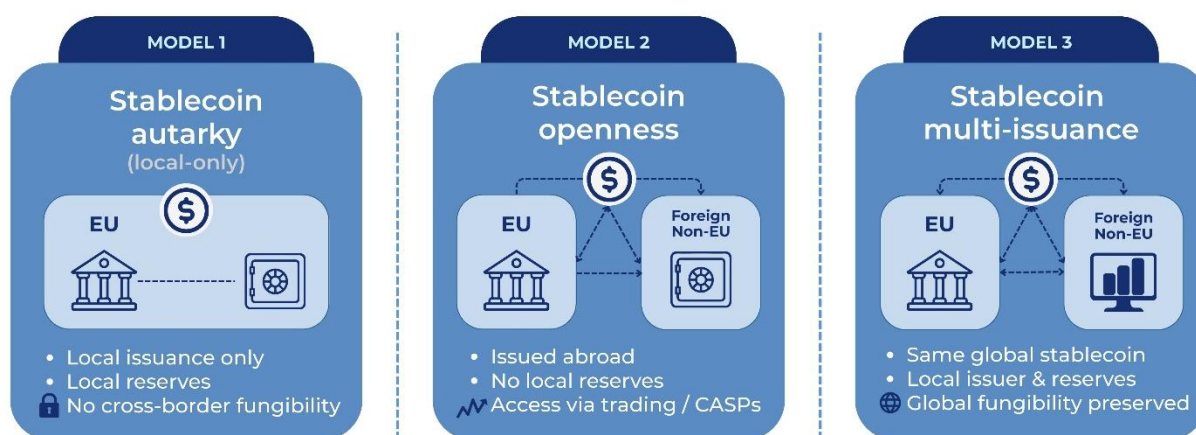 MODEL 1
Stablecoin
autarky
(local-only)
$
EU
• Local issuance only
• Local reserves
No cross-border fungibility
MODEL 2
Stablecoin
openness
$
EU
Foreign
Non-EU
• Issued abroad
• No local reserves
Access via trading / CASPs
MODEL 3
Stablecoin
multi-issuance
$
EU
Foreign
Non-EU
• Same global stablecoin
• Local issuer & reserves
Global fungibility preserved